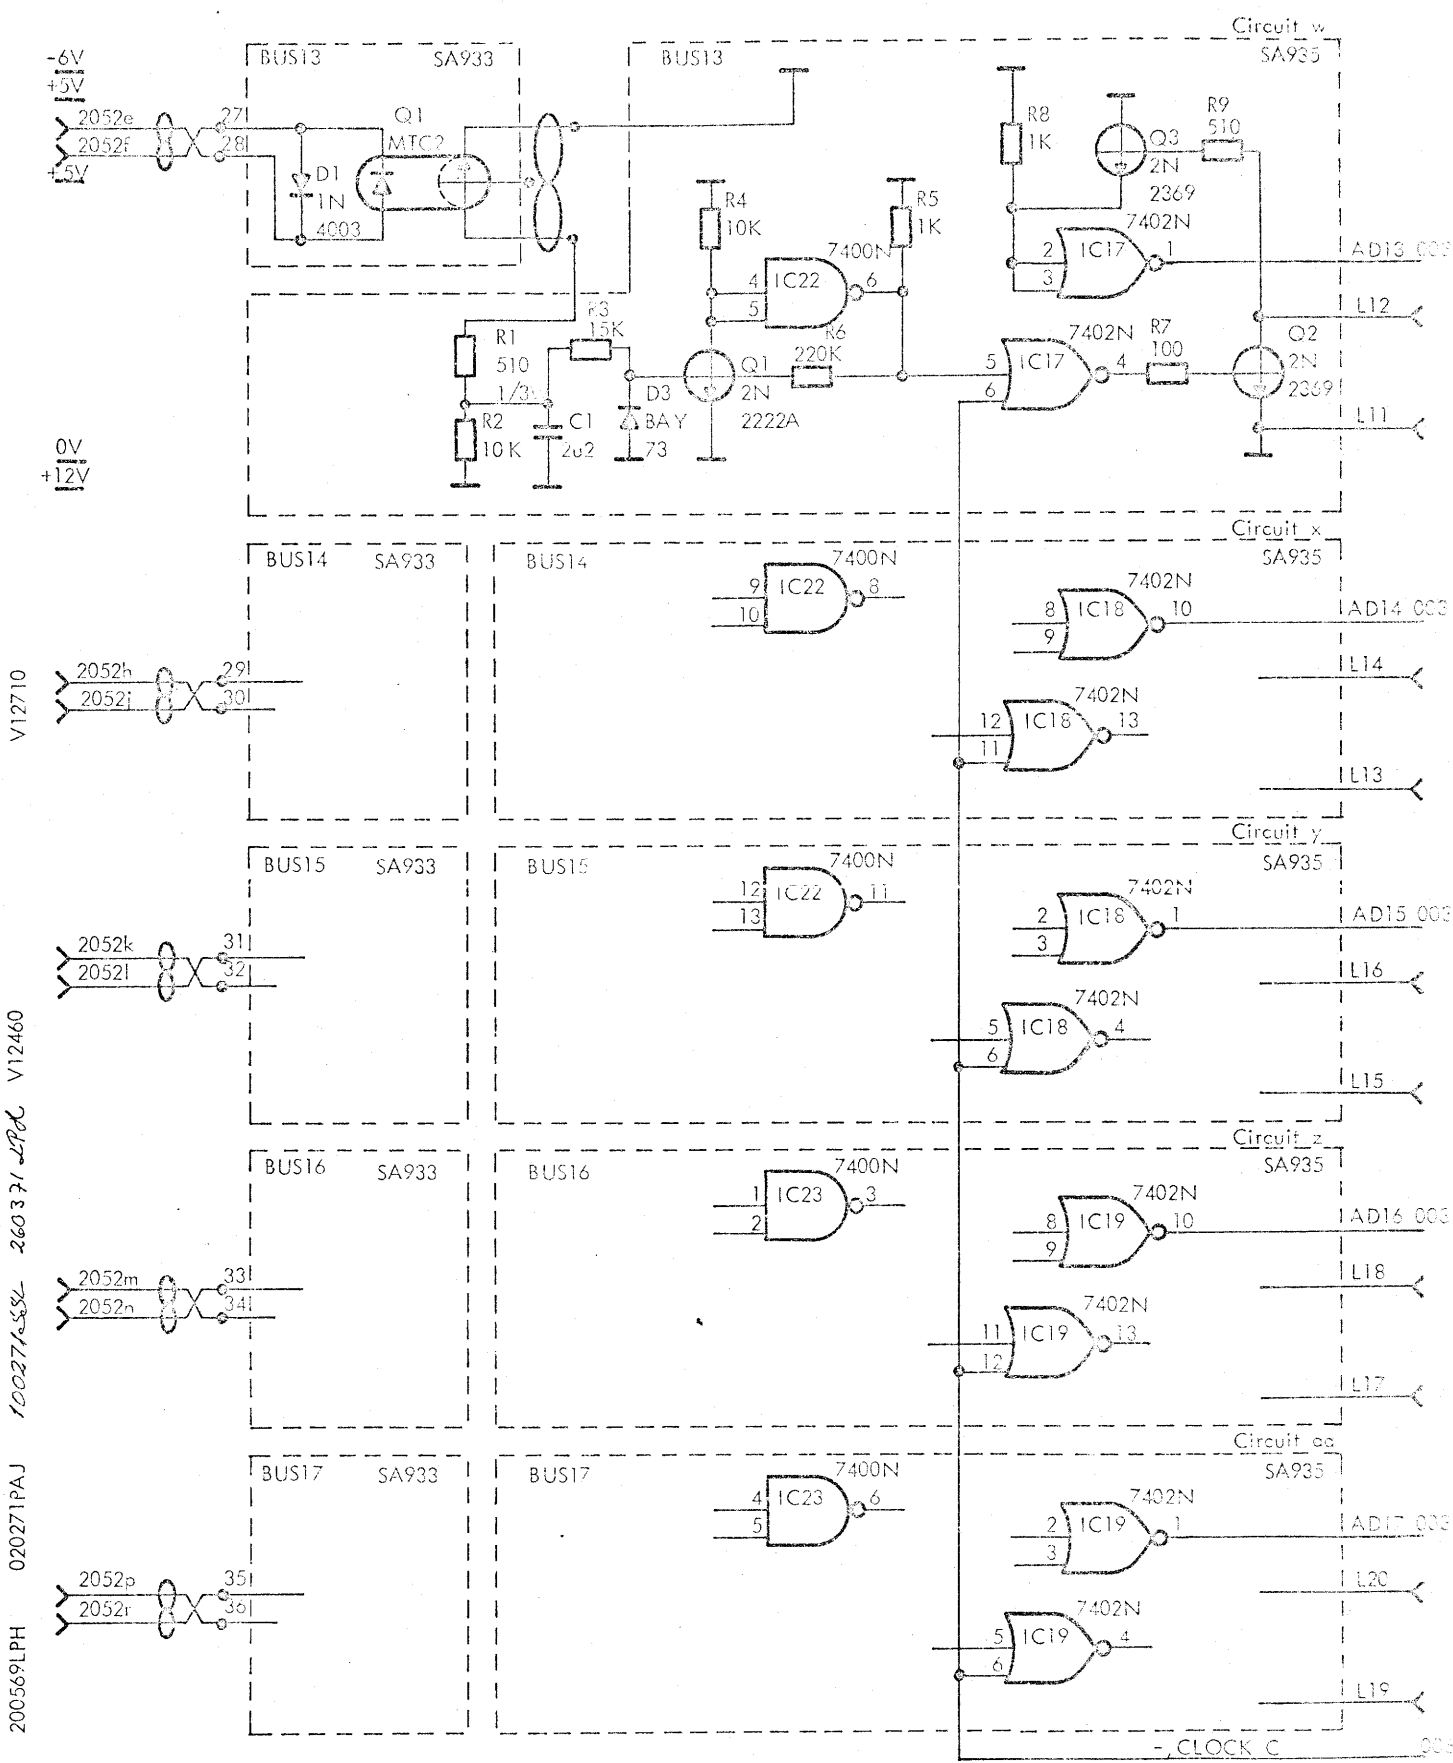 -6V
+5V
2052e
2052f
+5V
27
28
BUS13 SA933
Q1
MTC2
D1
1N
4003
BUS13
Circuit w
SA935
R8
1K
Q3
2N
2369
R9
510
R4
10K
R5
1K
7400N
4
5
IC22
6
7402N
2
3
IC17
1
AD13 003
L12
R1
510
R2
10K
R3
15K
C1
2u2
D3
BAY
73
Q1
2N
2222A
R6
220K
7402N
5
6
IC17
4
R7
100
Q2
2N
2369
L11
0V
+12V
Circuit x
BUS14 SA933
BUS14
SA935
7400N
9
10
IC22
8
7402N
8
9
IC18
10
AD14 003
L14
V12710
2052h
2052j
29
30
7402N
12
11
IC18
13
L13
Circuit y
BUS15 SA933
BUS15
SA935
7400N
12
13
IC22
11
7402N
2
3
IC18
1
AD15 003
L16
2052k
2052l
31
32
7402N
5
6
IC18
4
L15
V12460
Circuit z
BUS16 SA933
BUS16
SA935
7400N
1
2
IC23
3
7402N
8
9
IC19
10
AD16 003
L18
260371
2052m
2052n
33
34
7402N
11
12
IC19
13
L17
100271
Circuit aa
BUS17 SA933
BUS17
SA935
7400N
4
5
IC23
6
7402N
2
3
IC19
1
AD17 003
L20
020271PAJ
2052p
2052r
35
36
7402N
5
6
IC19
4
L19
200569LPH
-,CLOCK C 003